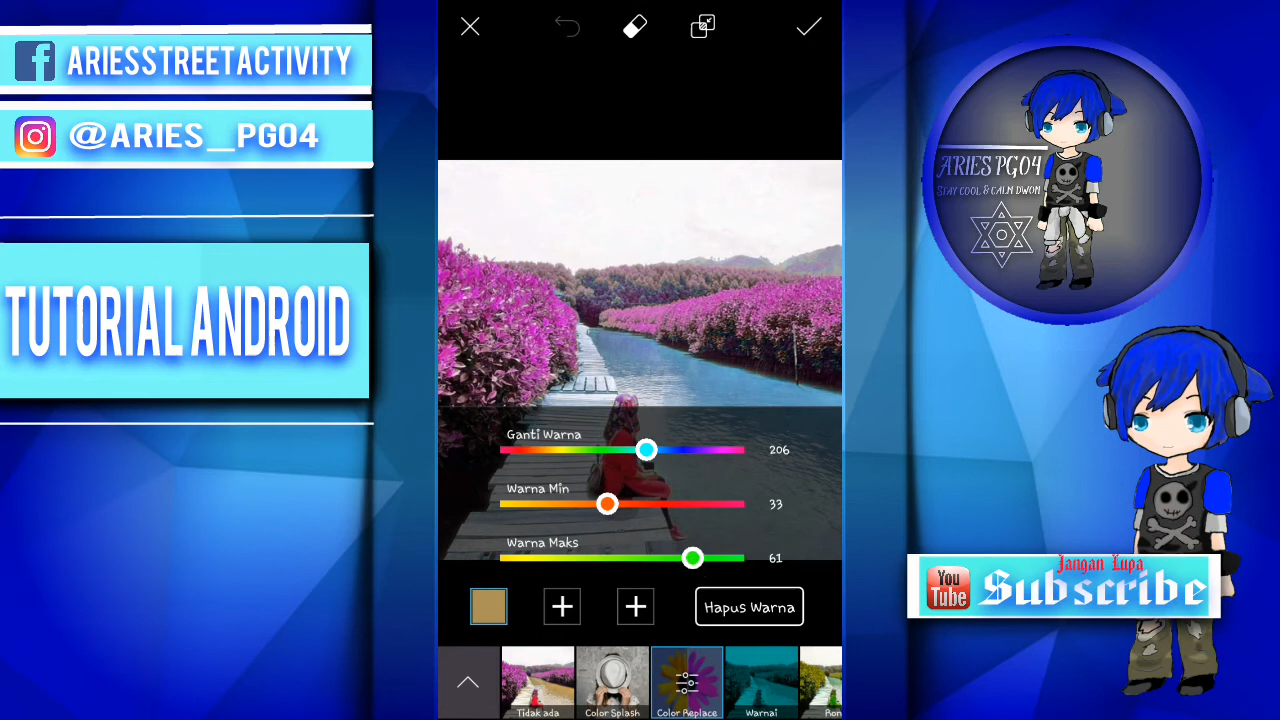 ARIESSTREETACTIVITY
@ARIES__PG04
TUTORIAL ANDROID
Ganti Warna
206
Warna Min
33
Warna Maks
61
Hapus Warna
Tidak ada
Color Splash
Color Replace
Warnai
ARIES PG04
STAY COOL & CALM DWON
Jangan Lupa
You
Tube
Subscribe